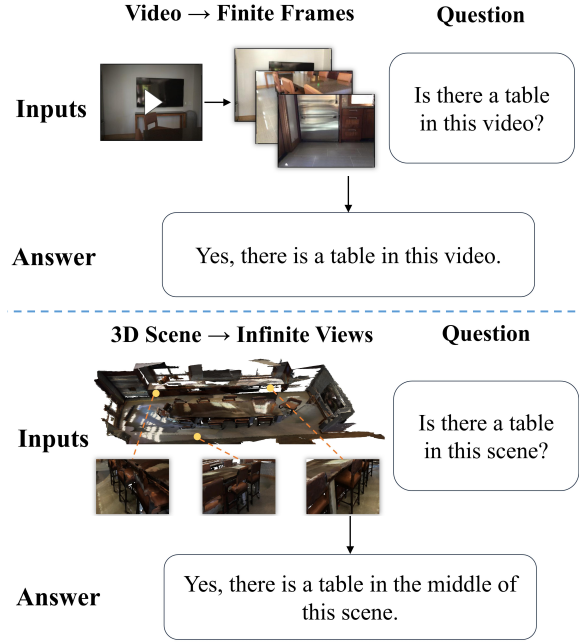 Video → Finite Frames
Question
Inputs
Is there a table
in this video?
Answer
Yes, there is a table in this video.
3D Scene → Infinite Views
Question
Inputs
Is there a table
in this scene?
Answer
Yes, there is a table in the middle of
this scene.